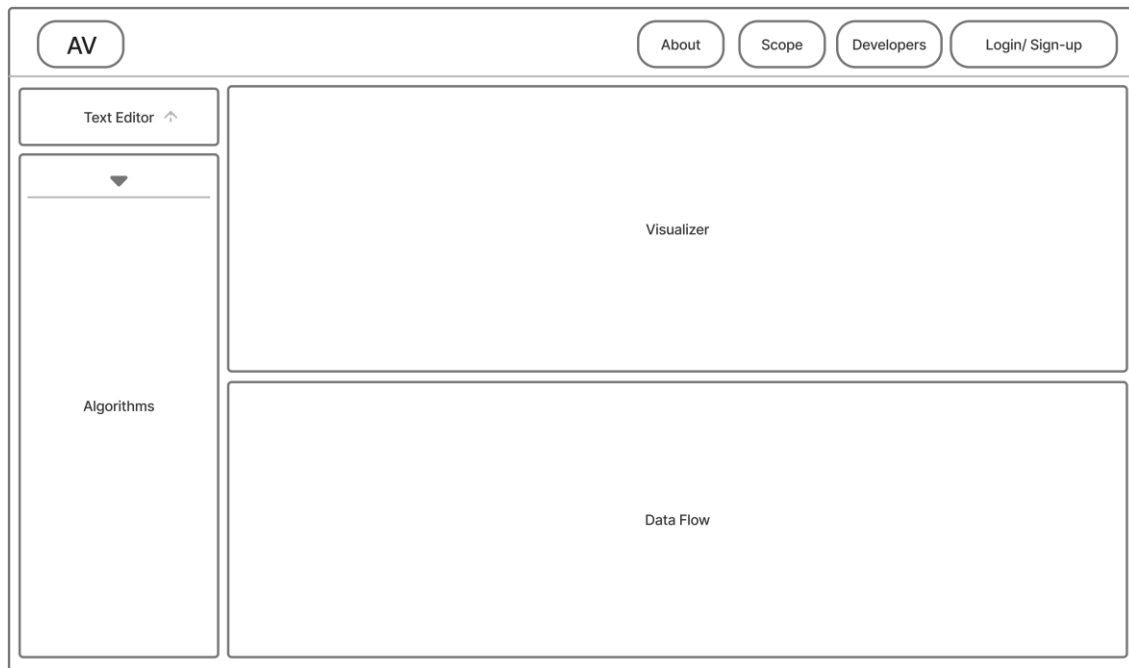 AV
About
Scope
Developers
Login/ Sign-up
Text Editor
Visualizer
Algorithms
Data Flow